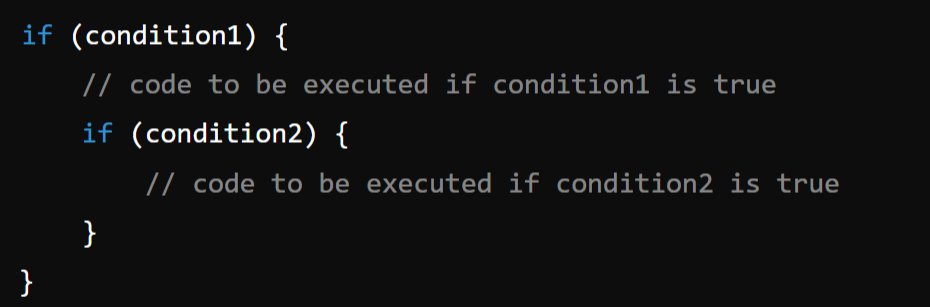 if (condition1) {
    // code to be executed if condition1 is true
    if (condition2) {
        // code to be executed if condition2 is true
    }
}